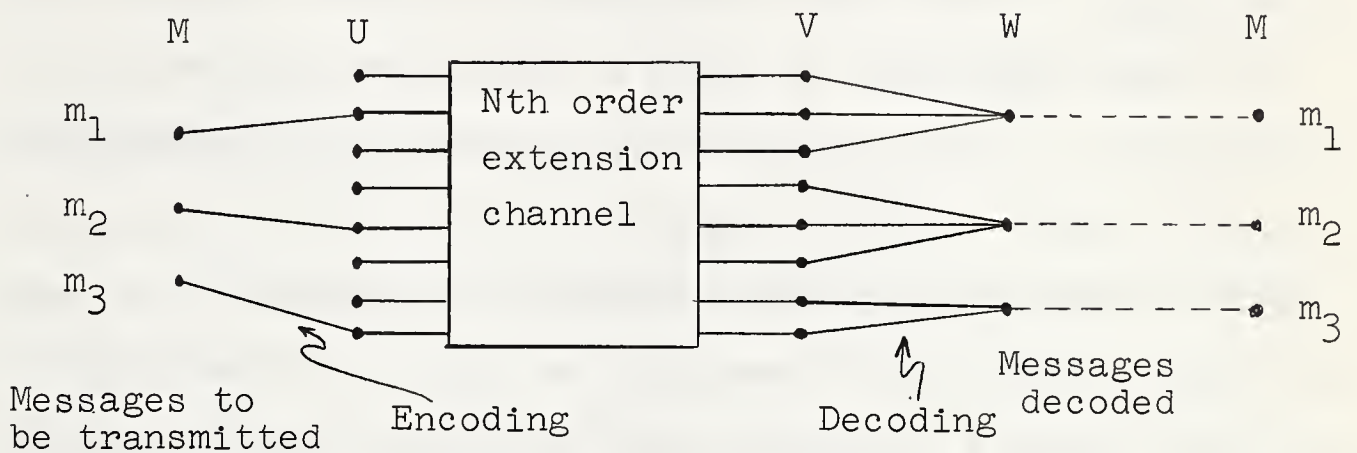 M U V W M
m1
m2
m3
Nth order
extension
channel
m1
m2
m3
Messages to
be transmitted
Encoding
Decoding
Messages
decoded